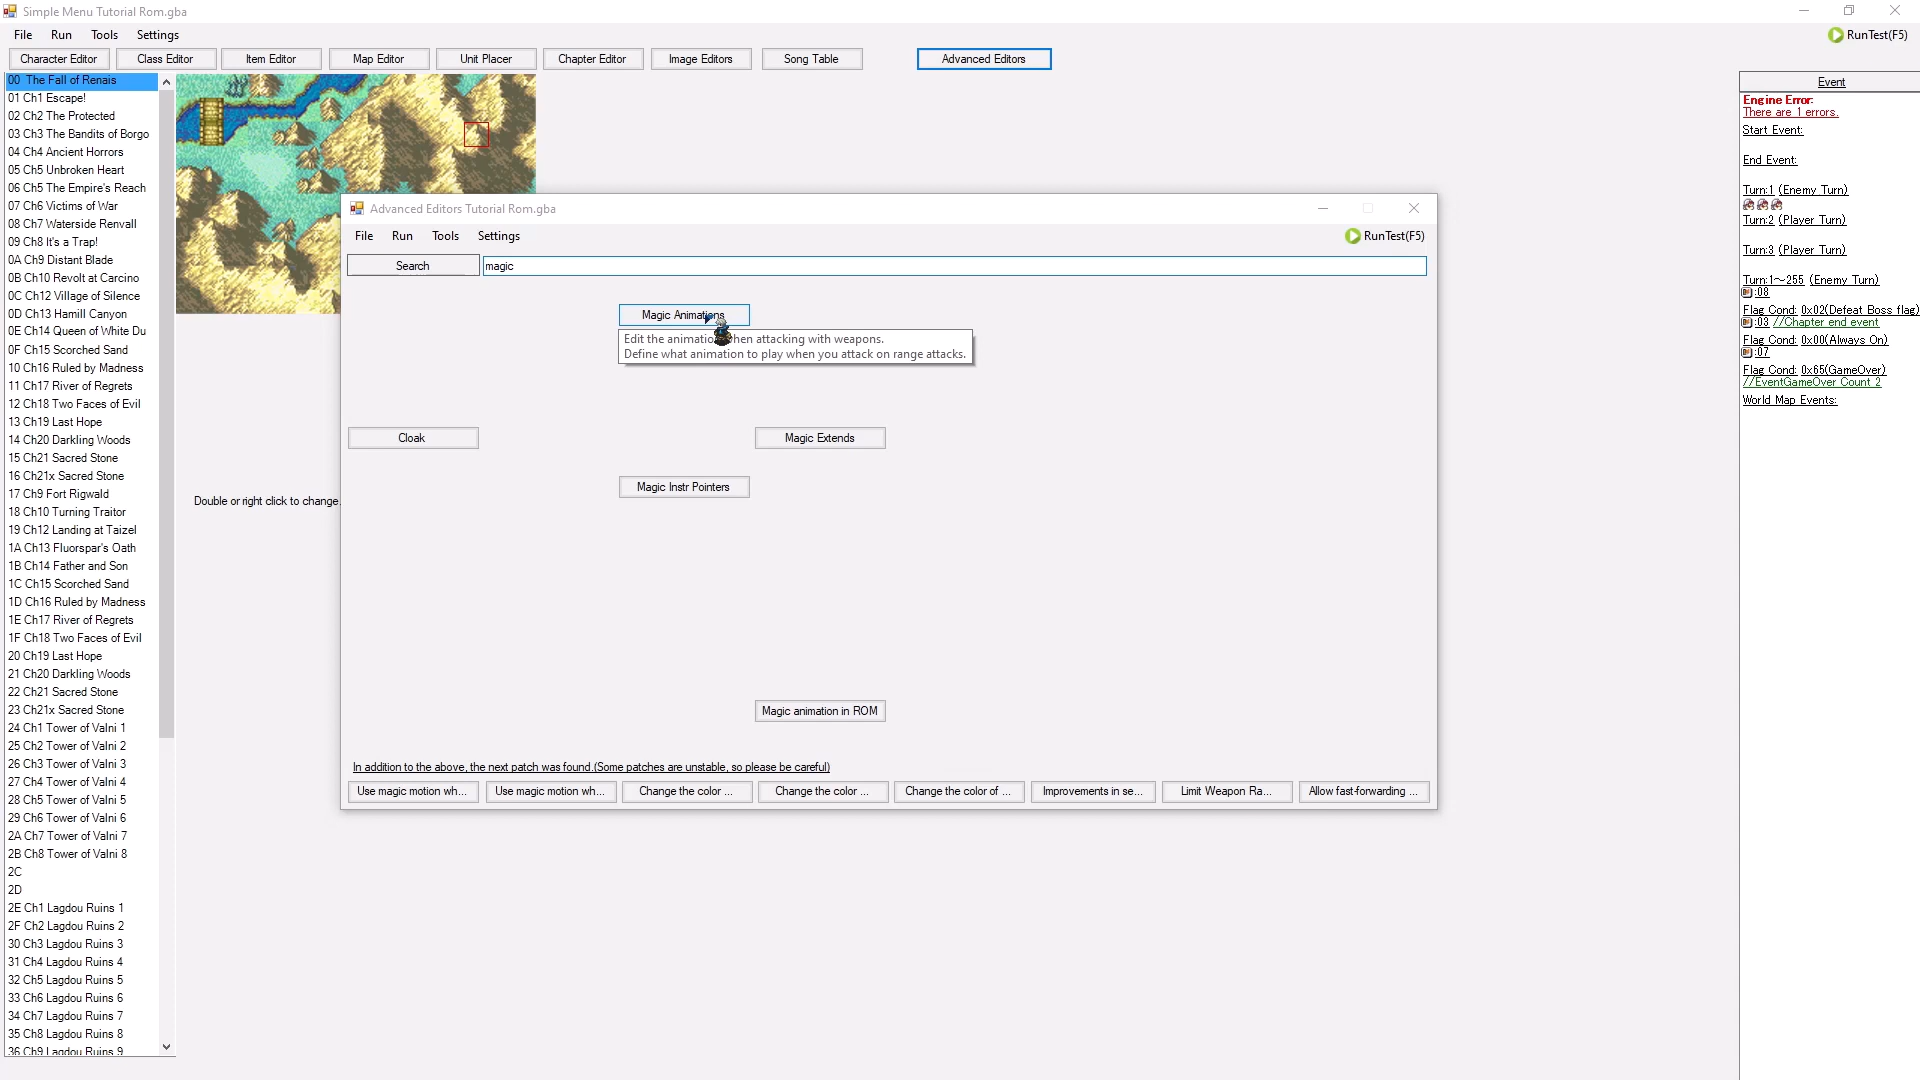 Simple Menu Tutorial Rom.gba
File Run Tools Settings
RunTest(F5)
Character Editor Class Editor Item Editor Map Editor Unit Placer Chapter Editor Image Editors Song Table Advanced Editors
00 The Fall of Renais
01 Ch1 Escape!
02 Ch2 The Protected
03 Ch3 The Bandits of Borgo
04 Ch4 Ancient Horrors
05 Ch5 Unbroken Heart
06 Ch5 The Empire's Reach
07 Ch6 Victims of War
08 Ch7 Waterside Renvall
09 Ch8 It's a Trap!
0A Ch9 Distant Blade
0B Ch10 Revolt at Carcino
0C Ch12 Village of Silence
0D Ch13 Hamill Canyon
0E Ch14 Queen of White Du
0F Ch15 Scorched Sand
10 Ch16 Ruled by Madness
11 Ch17 River of Regrets
12 Ch18 Two Faces of Evil
13 Ch19 Last Hope
14 Ch20 Darkling Woods
15 Ch21 Sacred Stone
16 Ch21x Sacred Stone
17 Ch9 Fort Rigwald
18 Ch10 Turning Traitor
19 Ch12 Landing at Taizel
1A Ch13 Fluorspar's Oath
1B Ch14 Father and Son
1C Ch15 Scorched Sand
1D Ch16 Ruled by Madness
1E Ch17 River of Regrets
1F Ch18 Two Faces of Evil
20 Ch19 Last Hope
21 Ch20 Darkling Woods
22 Ch21 Sacred Stone
23 Ch21x Sacred Stone
24 Ch1 Tower of Valni 1
25 Ch2 Tower of Valni 2
26 Ch3 Tower of Valni 3
27 Ch4 Tower of Valni 4
28 Ch5 Tower of Valni 5
29 Ch6 Tower of Valni 6
2A Ch7 Tower of Valni 7
2B Ch8 Tower of Valni 8
2C
2D
2E Ch1 Lagdou Ruins 1
2F Ch2 Lagdou Ruins 2
30 Ch3 Lagdou Ruins 3
31 Ch4 Lagdou Ruins 4
32 Ch5 Lagdou Ruins 5
33 Ch6 Lagdou Ruins 6
34 Ch7 Lagdou Ruins 7
35 Ch8 Lagdou Ruins 8
36 Ch9 Lagdou Ruins 9
Double or right click to change.
Advanced Editors Tutorial Rom.gba
File Run Tools Settings
RunTest(F5)
Search magic
Magic Animations
Edit the animatio hen attacking with weapons.
Define what animation to play when you attack on range attacks.
Cloak Magic Extends
Magic Instr Pointers
Magic animation in ROM
In addition to the above, the next patch was found.(Some patches are unstable, so please be careful)
Use magic motion wh... Use magic motion wh... Change the color ... Change the color ... Change the color of ... Improvements in se... Limit Weapon Ra... Allow fast-forwarding ...
Event
Engine Error:
There are 1 errors.
Start Event:
End Event:
Turn:1 (Enemy Turn)
Turn:2 (Player Turn)
Turn:3 (Player Turn)
Turn:1~255 (Enemy Turn)
:08
Flag Cond: 0x02(Defeat Boss flag)
:03 //Chapter end event
Flag Cond: 0x00(Always On)
:07
Flag Cond: 0x65(GameOver)
//EventGameOver Count 2
World Map Events: